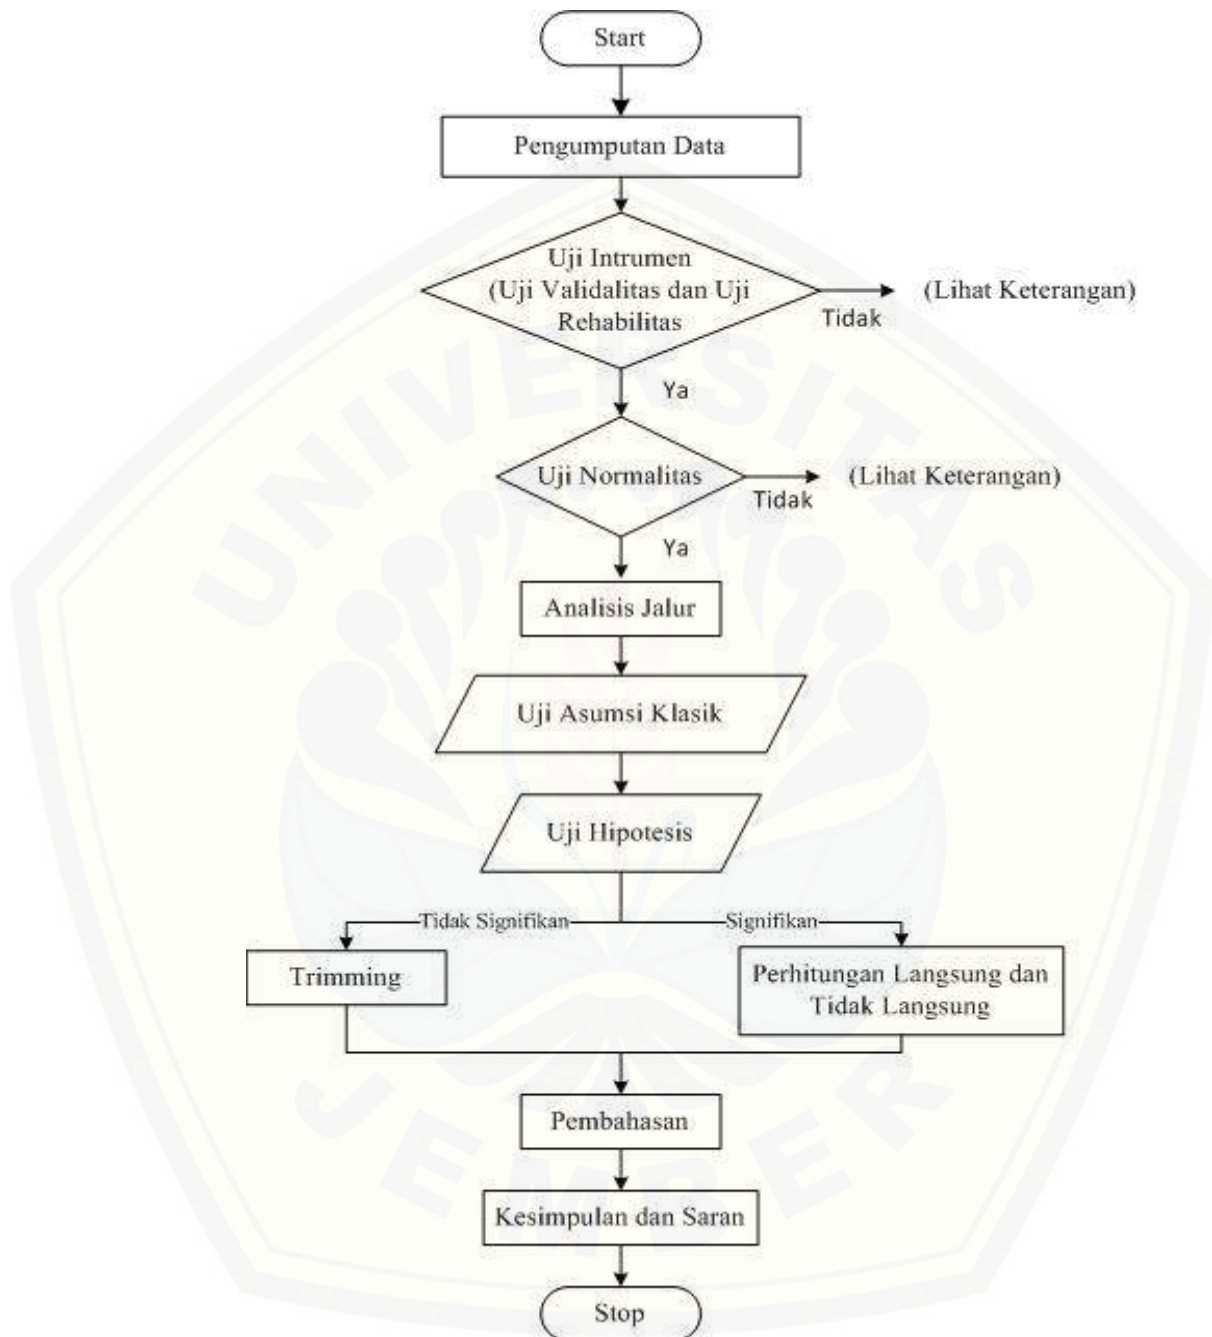 Start
Pengumputan Data
Uji Intrumen
(Uji Validalitas dan Uji
Rehabilitas
Tidak
(Lihat Keterangan)
Ya
Uji Normalitas
Tidak
(Lihat Keterangan)
Ya
Analisis Jalur
Uji Asumsi Klasik
Uji Hipotesis
Tidak Signifikan
Signifikan
Trimming
Perhitungan Langsung dan
Tidak Langsung
Pembahasan
Kesimpulan dan Saran
Stop
UNIVERSITAS
JEMBER